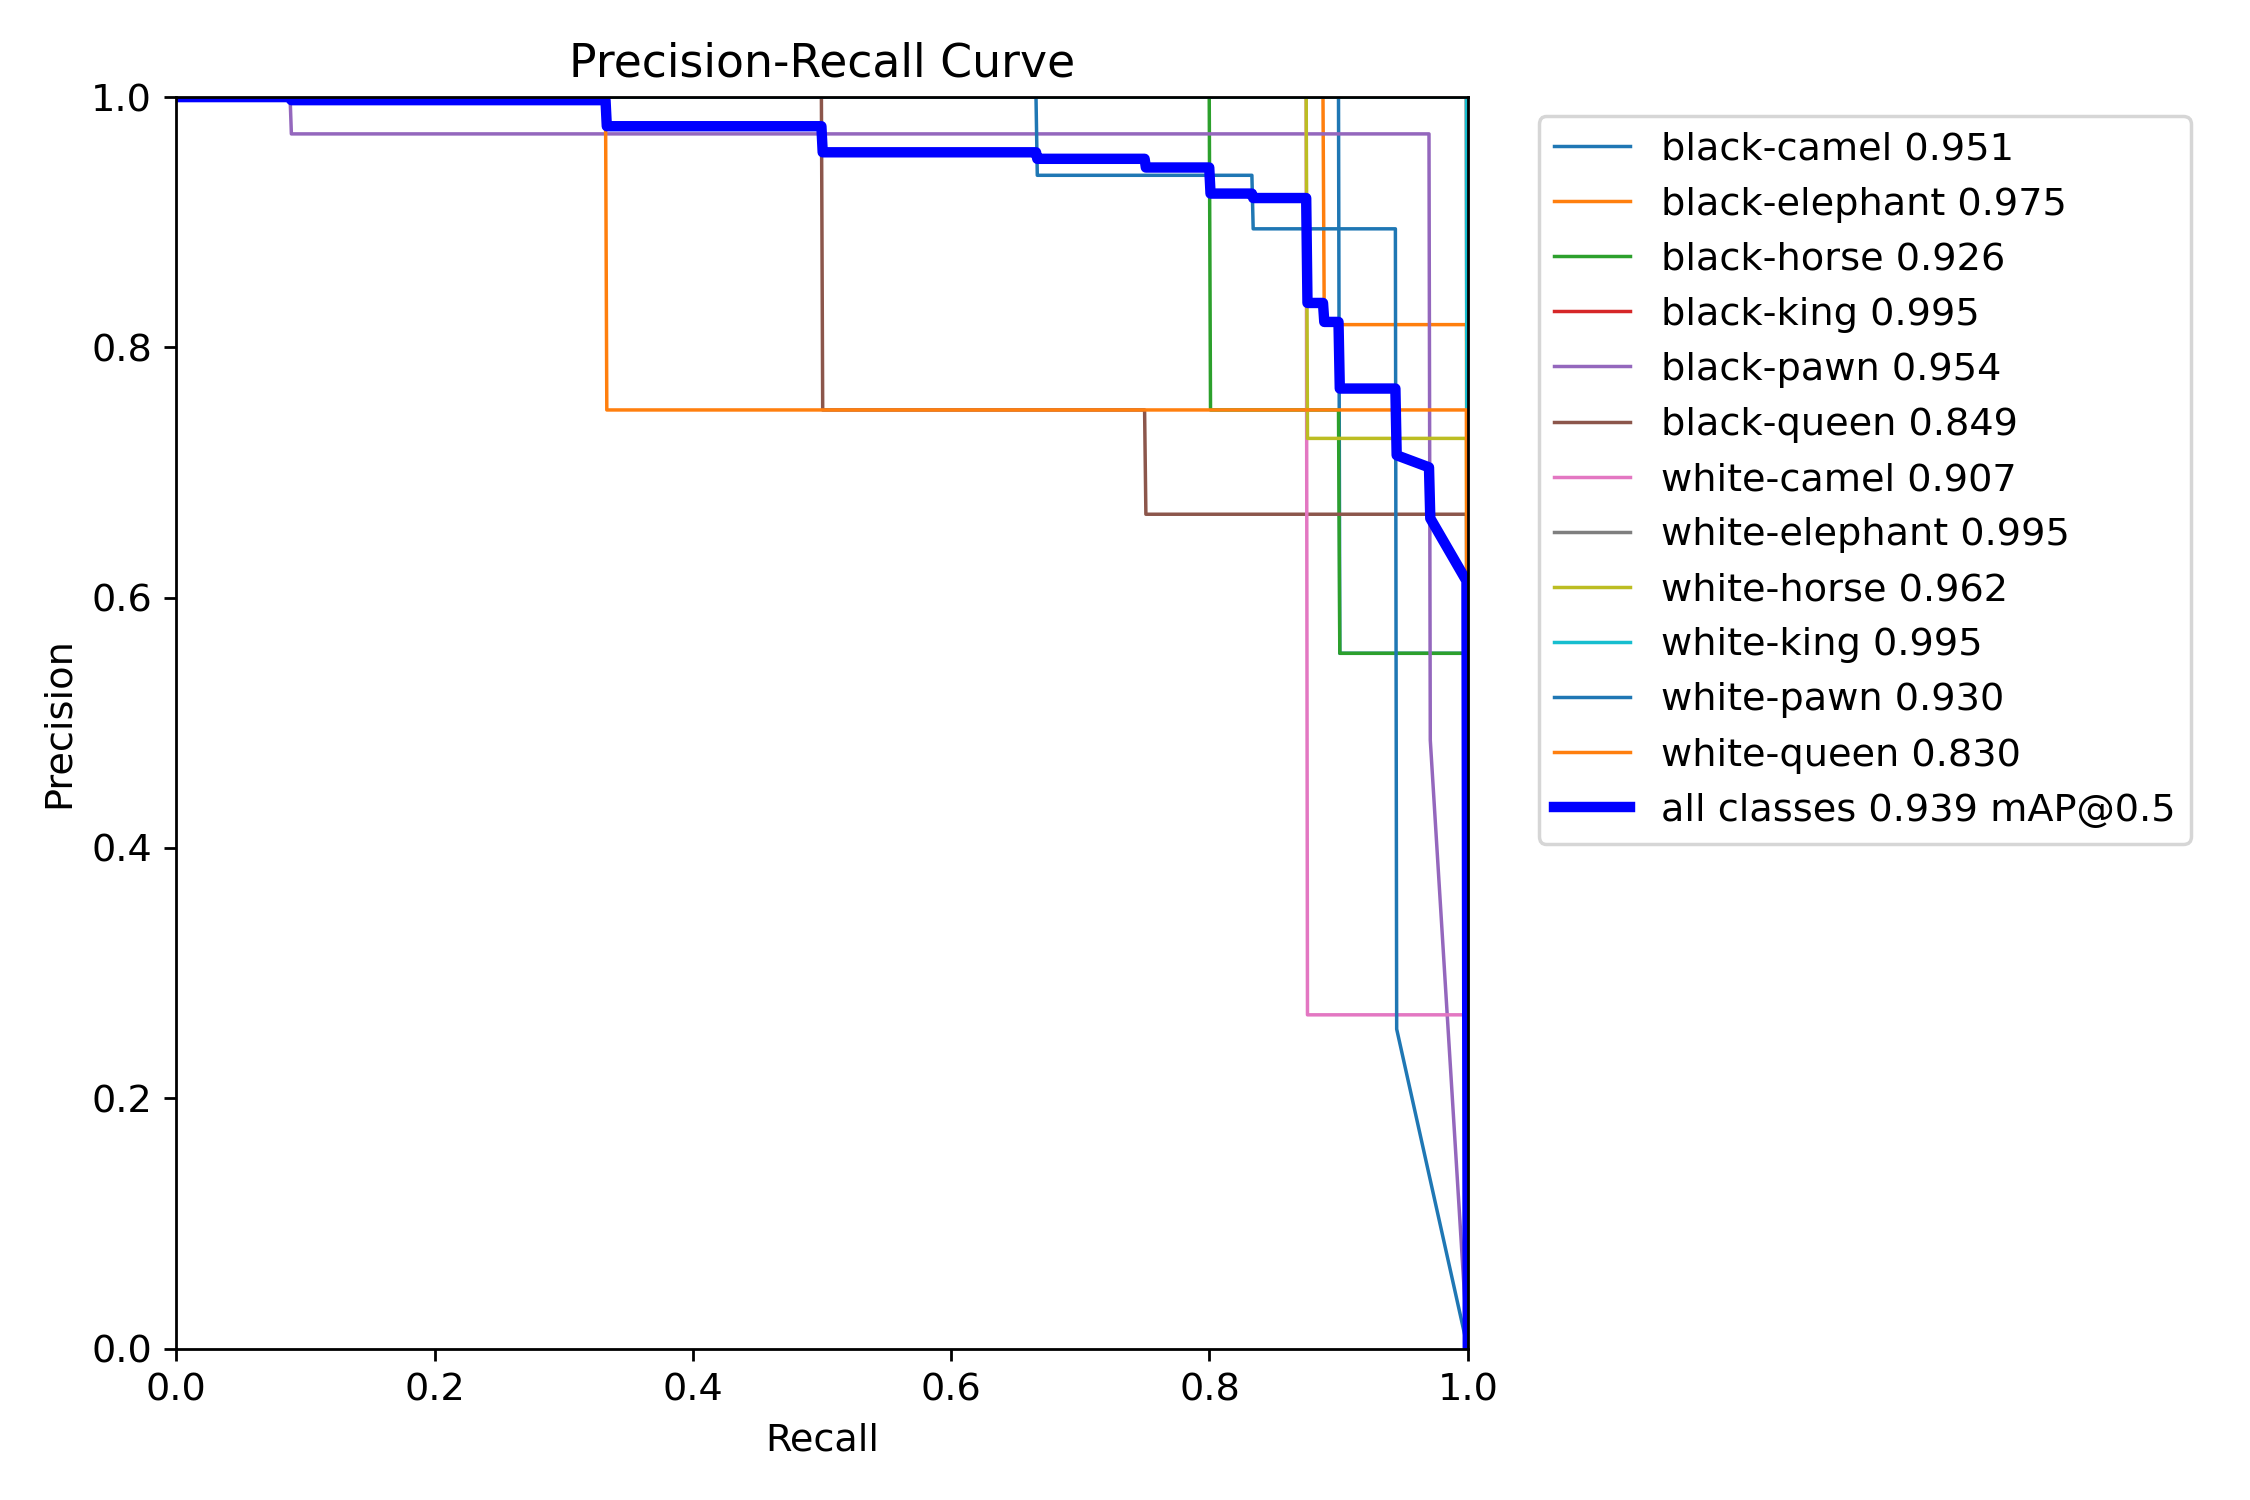 Precision-Recall Curve
1.0
0.8
0.6
0.4
0.2
0.0
Precision
0.0 0.2 0.4 0.6 0.8 1.0
Recall
black-camel 0.951
black-elephant 0.975
black-horse 0.926
black-king 0.995
black-pawn 0.954
black-queen 0.849
white-camel 0.907
white-elephant 0.995
white-horse 0.962
white-king 0.995
white-pawn 0.930
white-queen 0.830
all classes 0.939 mAP@0.5